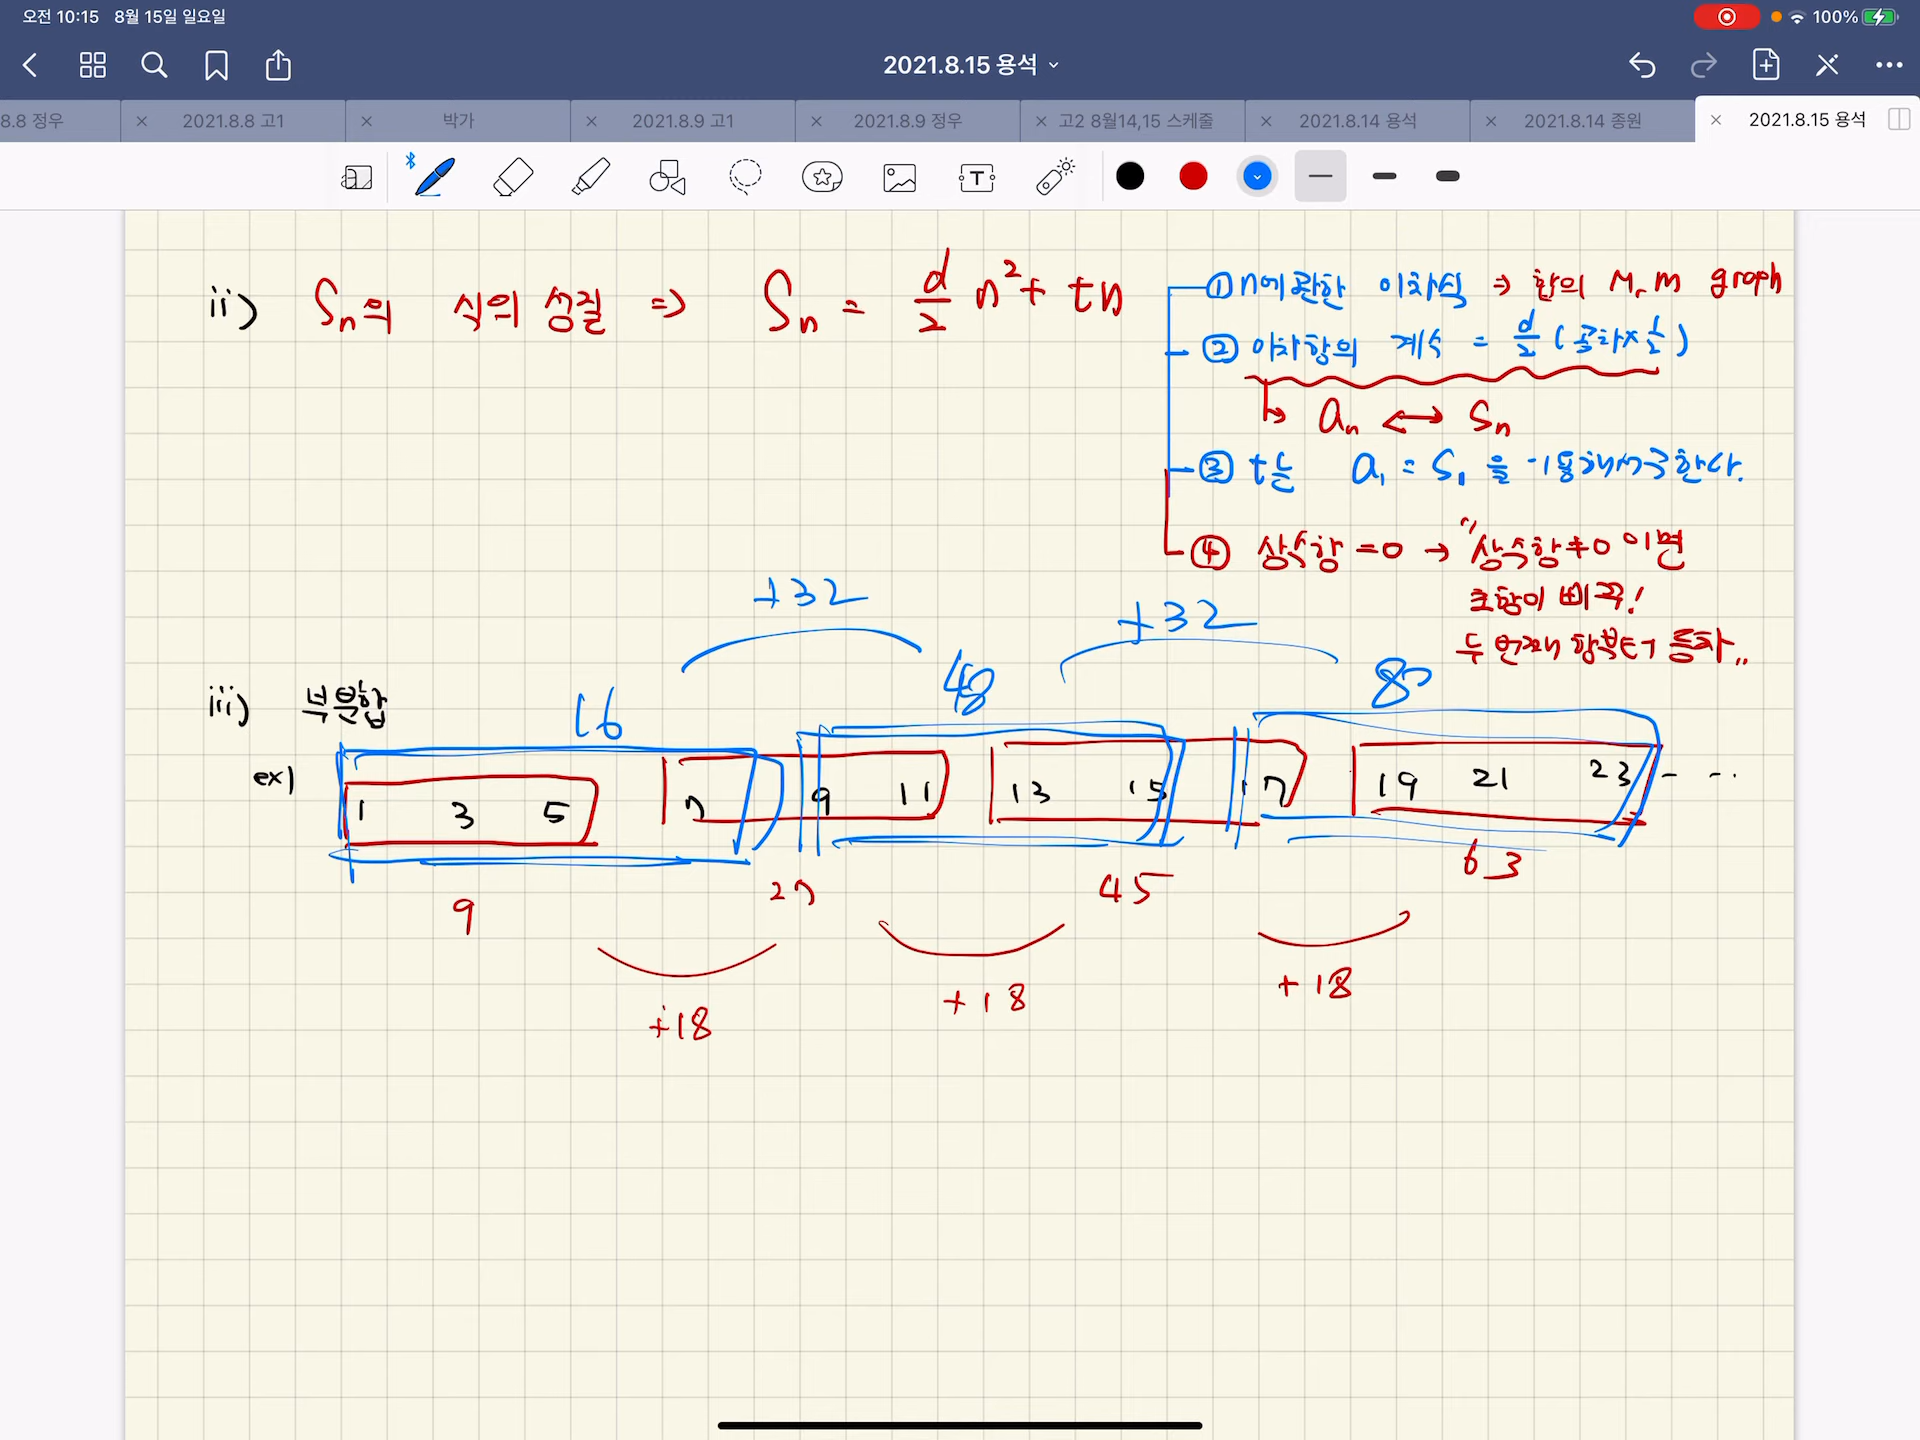 오전 10:15 8월 15일 일요일 100%
2021.8.15 용석
8.8 정우 2021.8.8 고1 박가 2021.8.9 고1 2021.8.9 정우 고2 8월14,15 스케줄 2021.8.14 용석 2021.8.14 종원 2021.8.15 용석
ii) Sn의 식의 성질 ⇒ Sn = d/2 n² + tn
① n에 관한 이차식 → 합의 M, m graph
② 이차항의 계수 = d/2 (공차×1/2)
↳ an ↔ Sn
③ t는 a₁ = S₁을 이용해서 구한다.
④ 상수항 = 0 → "상수항 ≠ 0 이면
초항이 삐꾹!
두 번째 항부터 등차"
+32 +32
iii) 부분합 16 48 80
ex) 1 3 5 7 9 11 13 15 17 19 21 23 - - ..
9 27 45 63
+18 +18 +18